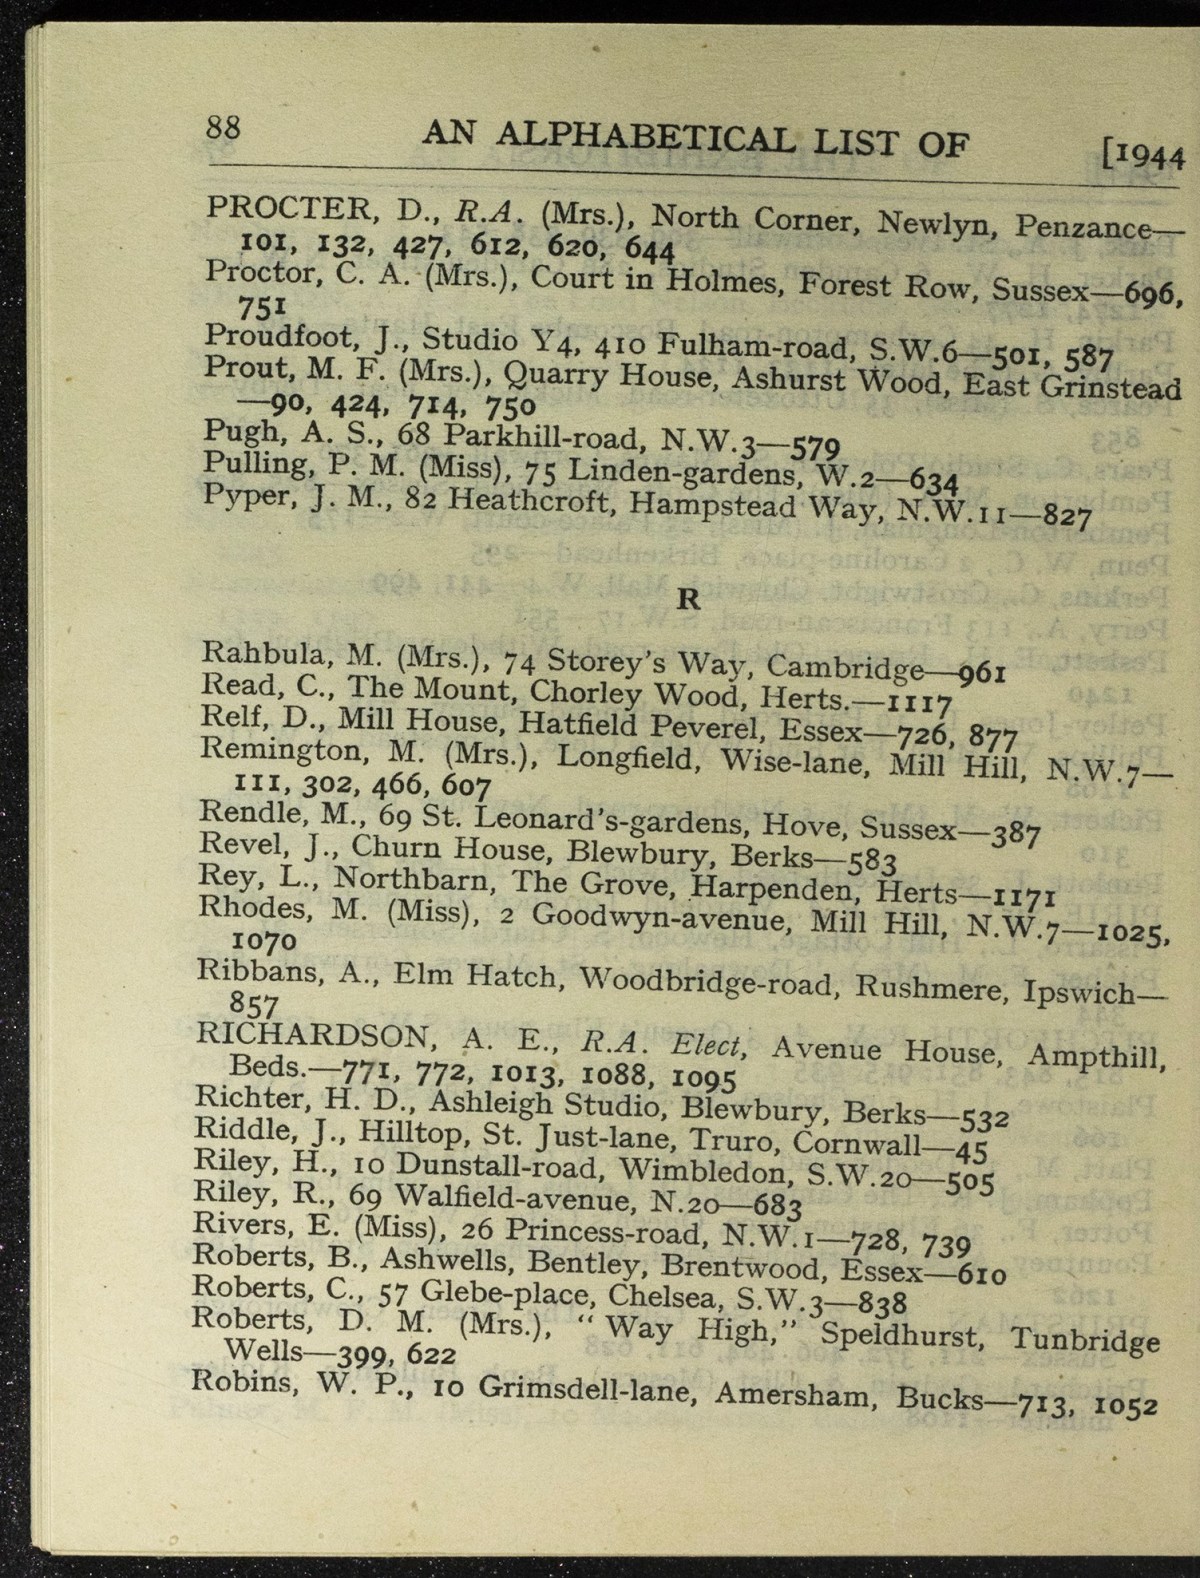 88 AN ALPHABETICAL LIST OF [1944
PROCTER, D., R.A. (Mrs.), North Corner, Newlyn, Penzance—
101, 132, 427, 612, 620, 644
Proctor, C. A. (Mrs.), Court in Holmes, Forest Row, Sussex—696,
751
Proudfoot, J., Studio Y4, 410 Fulham-road, S.W.6—501, 587
Prout, M. F. (Mrs.), Quarry House, Ashurst Wood, East Grinstead
—90, 424, 714, 750
Pugh, A. S., 68 Parkhill-road, N.W.3—579
Pulling, P. M. (Miss), 75 Linden-gardens, W.2—634
Pyper, J. M., 82 Heathcroft, Hampstead Way, N.W.11—827
R
Rahbula, M. (Mrs.), 74 Storey's Way, Cambridge—961
Read, C., The Mount, Chorley Wood, Herts.—1117
Relf, D., Mill House, Hatfield Peverel, Essex—726, 877
Remington, M. (Mrs.), Longfield, Wise-lane, Mill Hill, N.W.7—
111, 302, 466, 607
Rendle, M., 69 St. Leonard's-gardens, Hove, Sussex—387
Revel, J., Churn House, Blewbury, Berks—583
Rey, L., Northbarn, The Grove, Harpenden, Herts—1171
Rhodes, M. (Miss), 2 Goodwyn-avenue, Mill Hill, N.W.7—1025,
1070
Ribbans, A., Elm Hatch, Woodbridge-road, Rushmere, Ipswich—
857
RICHARDSON, A. E., R.A. Elect, Avenue House, Ampthill,
Beds.—771, 772, 1013, 1088, 1095
Richter, H. D., Ashleigh Studio, Blewbury, Berks—532
Riddle, J., Hilltop, St. Just-lane, Truro, Cornwall—45
Riley, H., 10 Dunstall-road, Wimbledon, S.W.20—505
Riley, R., 69 Walfield-avenue, N.20—683
Rivers, E. (Miss), 26 Princess-road, N.W.1—728, 739
Roberts, B., Ashwells, Bentley, Brentwood, Essex—610
Roberts, C., 57 Glebe-place, Chelsea, S.W.3—838
Roberts, D. M. (Mrs.), "Way High," Speldhurst, Tunbridge
Wells—399, 622
Robins, W. P., 10 Grimsdell-lane, Amersham, Bucks—713, 1052